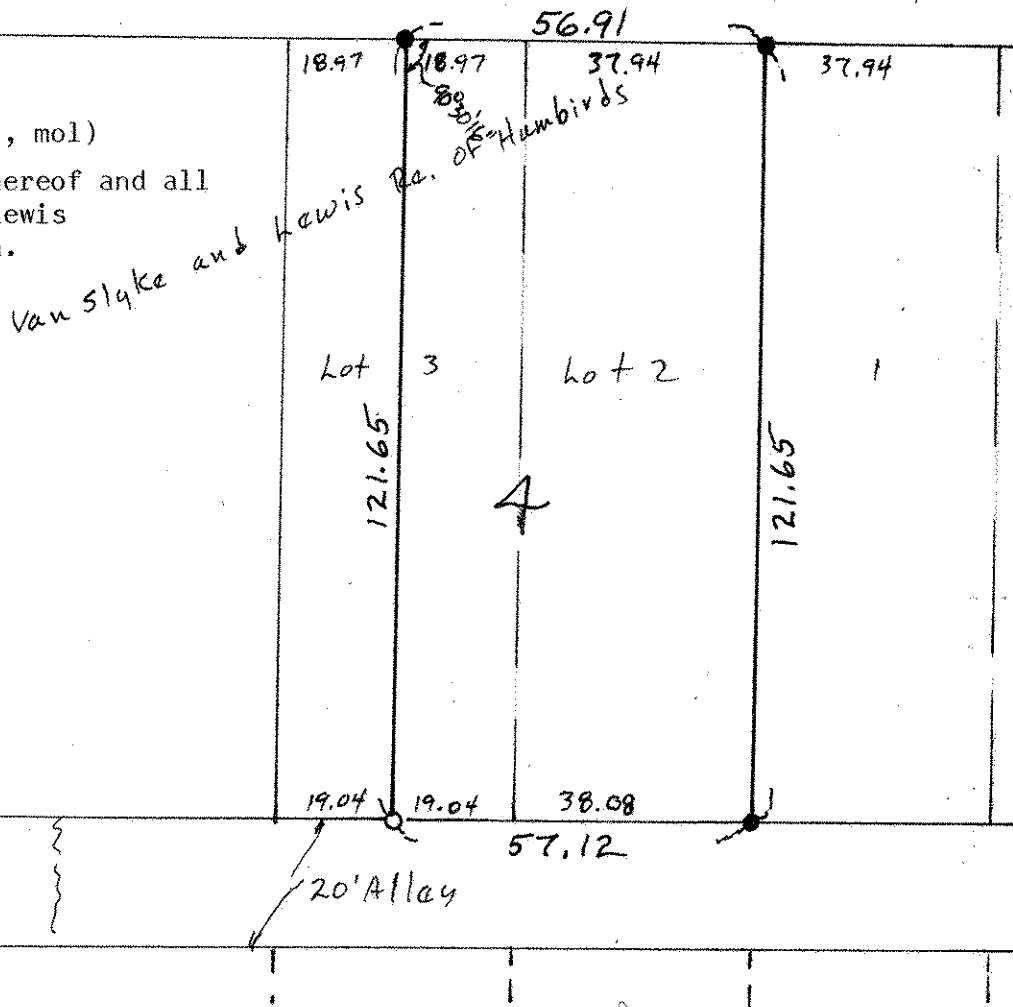 56.91
18.97 18.97 37.94 37.94
, mol)
ereof and all
ewis
Van Slyke and Lewis Re. of Humbirds
Lot 3 Lot 2 1
121.65 121.65
4
19.04 19.04 38.08
57.12
20' Alley